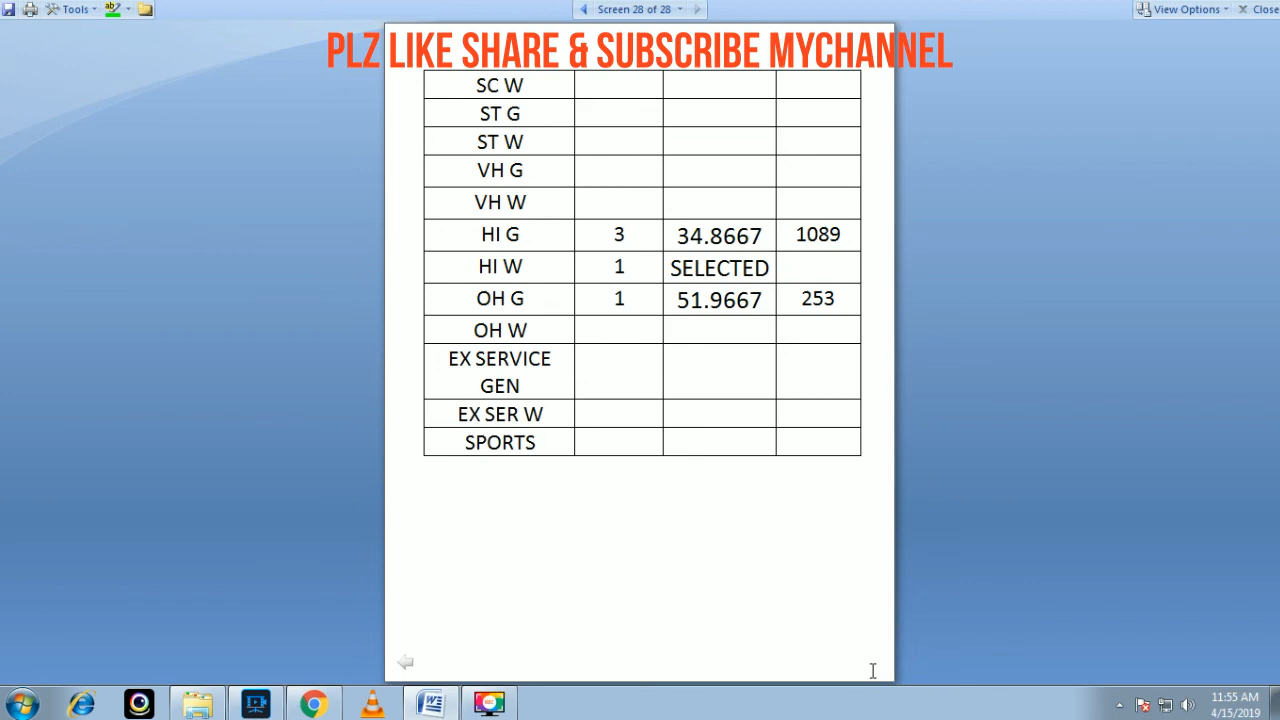 Tools
Screen 28 of 28
View Options
Close
PLZ LIKE SHARE & SUBSCRIBE MYCHANNEL
SC W
ST G
ST W
VH G
VH W
HI G 3 34.8667 1089
HI W 1 SELECTED
OH G 1 51.9667 253
OH W
EX SERVICE
GEN
EX SER W
SPORTS
11:55 AM
4/15/2019